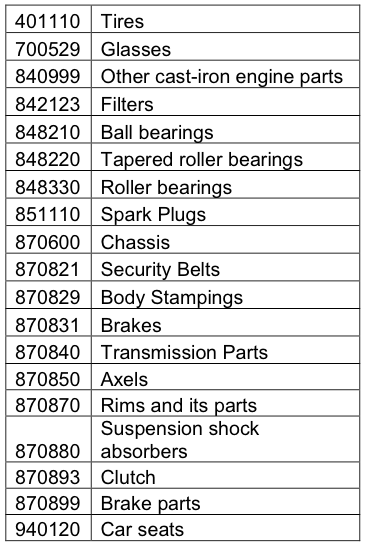 401110 Tires
700529 Glasses
840999 Other cast-iron engine parts
842123 Filters
848210 Ball bearings
848220 Tapered roller bearings
848330 Roller bearings
851110 Spark Plugs
870600 Chassis
870821 Security Belts
870829 Body Stampings
870831 Brakes
870840 Transmission Parts
870850 Axels
870870 Rims and its parts
Suspension shock
870880 absorbers
870893 Clutch
870899 Brake parts
940120 Car seats